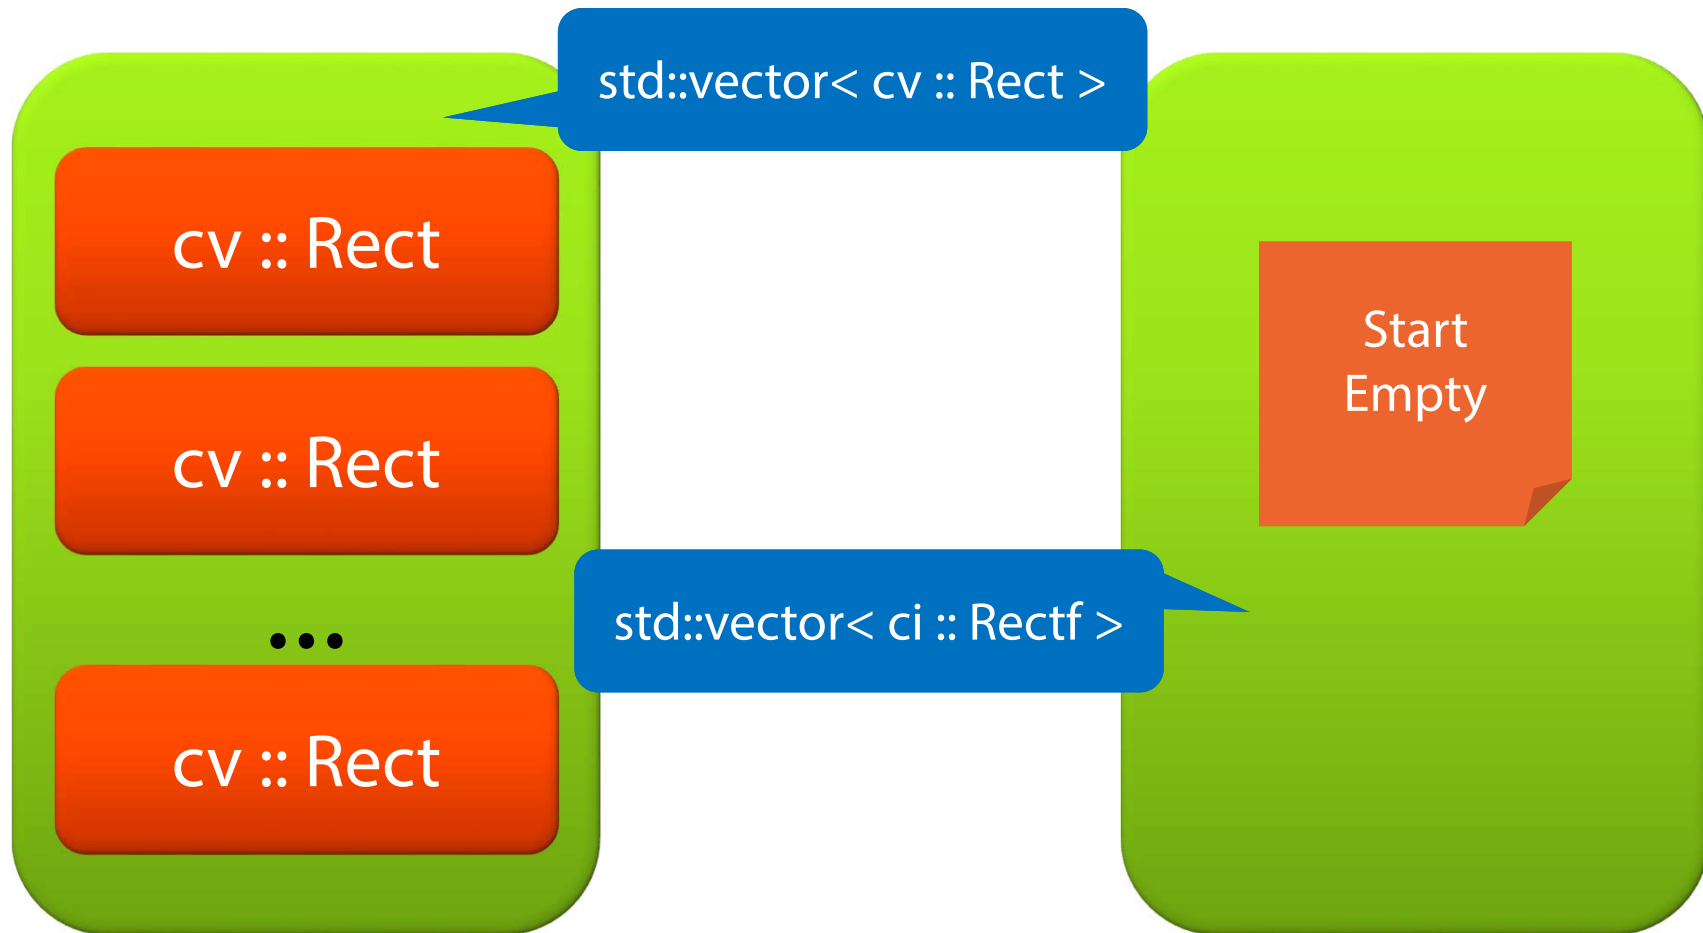 std::vector< cv :: Rect >
cv :: Rect
cv :: Rect
...
cv :: Rect
Start
Empty
std::vector< ci :: Rectf >